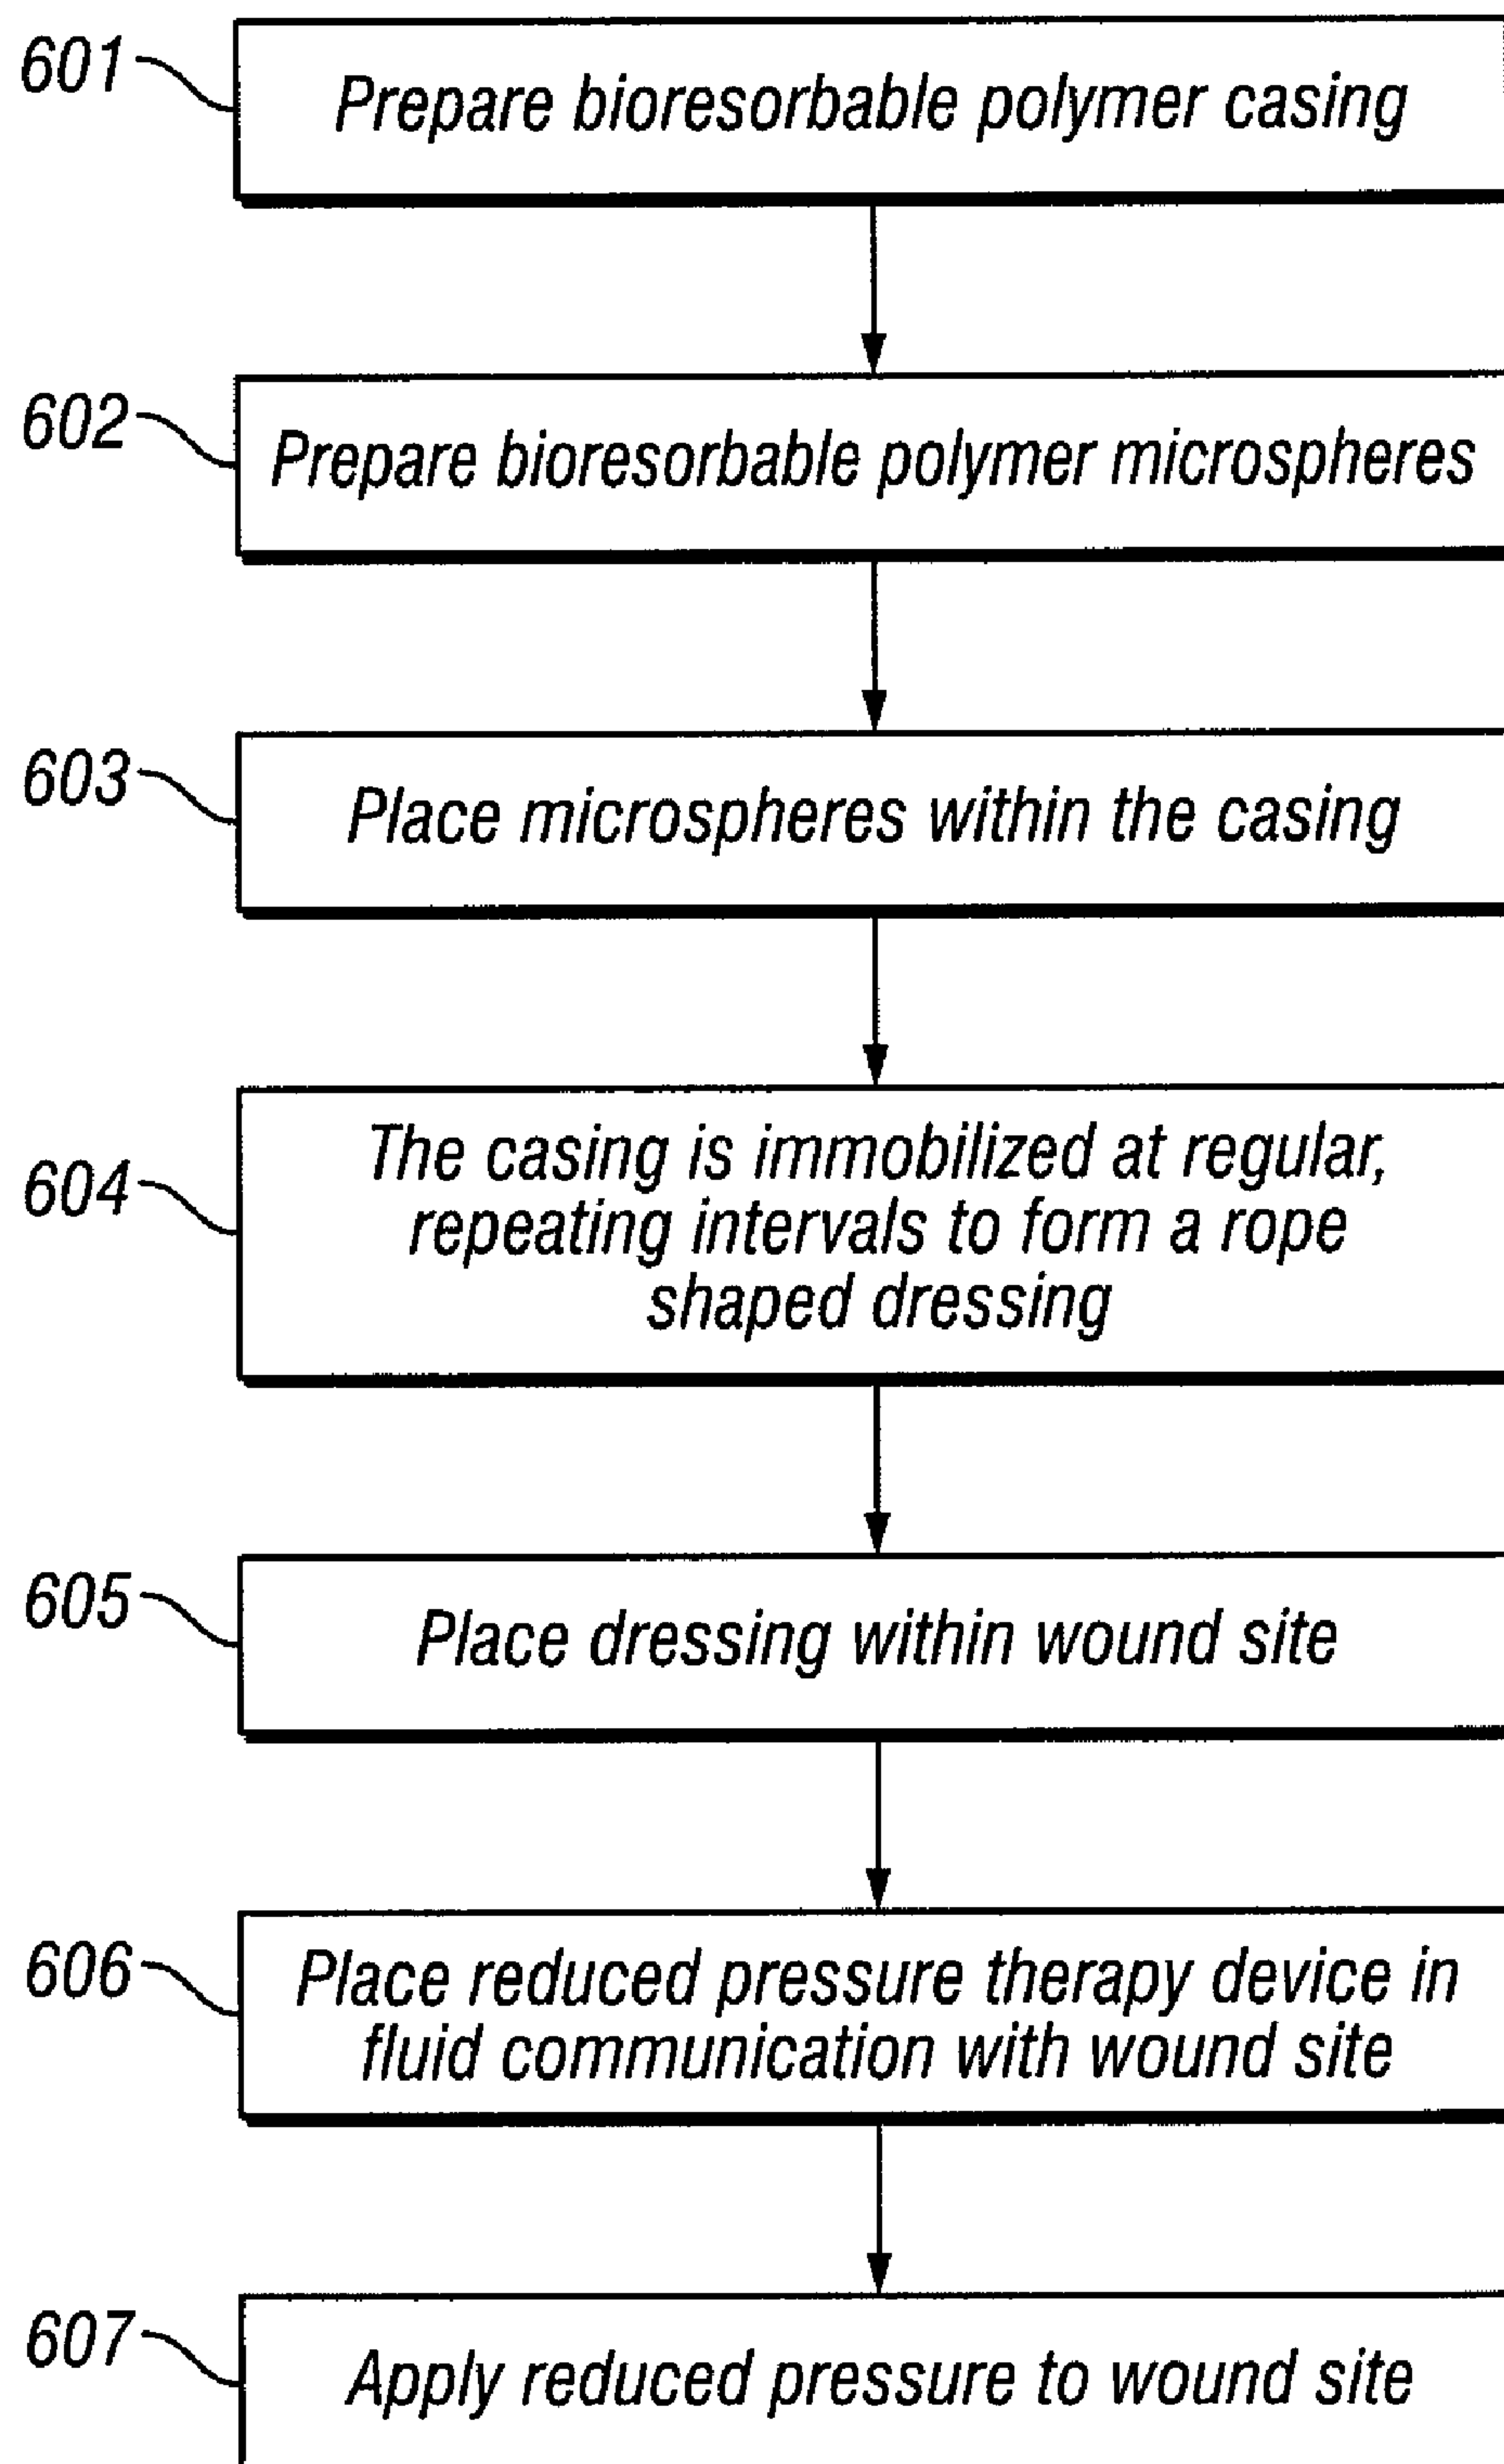 601
Prepare bioresorbable polymer casing
602
Prepare bioresorbable polymer microspheres
603
Place microspheres within the casing
604
The casing is immobilized at regular,
repeating intervals to form a rope
shaped dressing
605
Place dressing within wound site
606
Place reduced pressure therapy device in
fluid communication with wound site
607
Apply reduced pressure to wound site